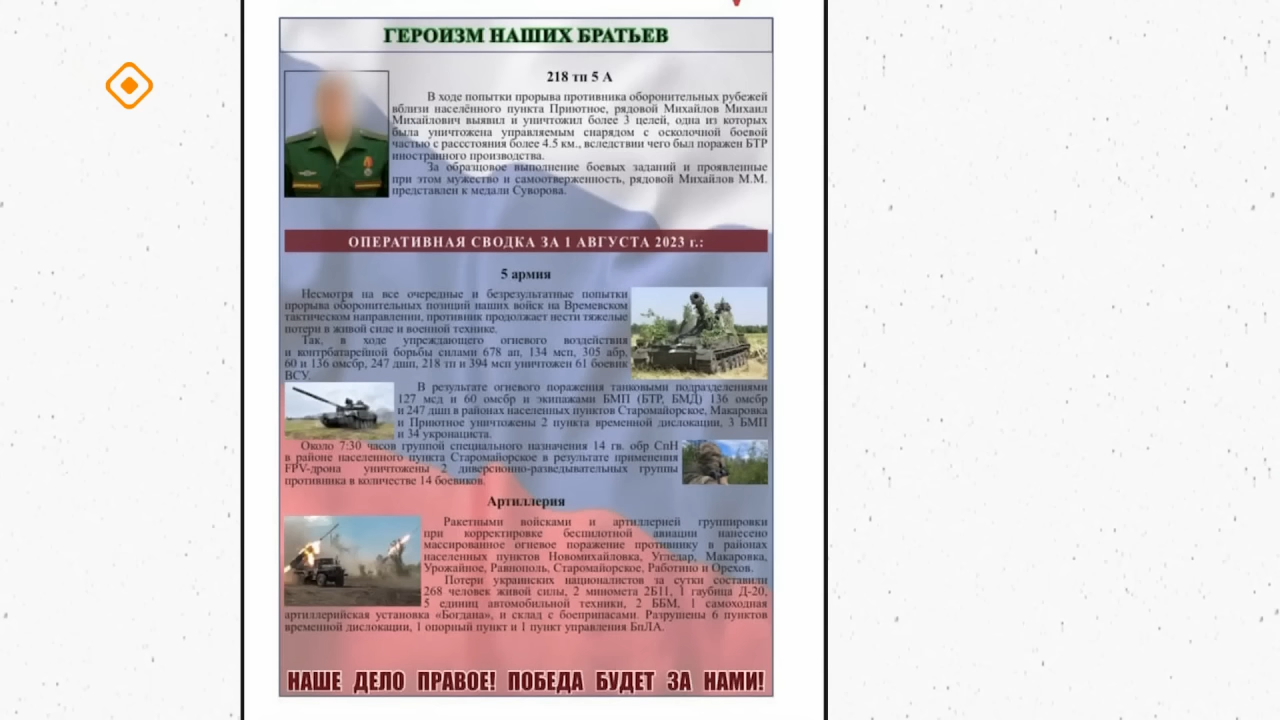 ГЕРОИЗМ НАШИХ БРАТЬЕВ
218 тп 5 А
В ходе попытки прорыва противника оборонительных рубежей
вблизи населённого пункта Приютное, рядовой Михайлов Михаил
Михайлович выявил и уничтожил более 3 целей, одна из которых
была уничтожена управляемым снарядом с осколочной боевой
частью с рассстояния более 4.5 км., вследствии чего был поражен БТР
иностранного производства.
За образцовое выполнение боевых заданий и проявленные
при этом мужество и самоотверженность, рядовой Михайлов М.М.
представлен к медали Суворова.
ОПЕРАТИВНАЯ СВОДКА ЗА 1 АВГУСТА 2023 г.:
5 армия
Несмотря на все очередные и безрезультатные попытки
прорыва оборонительных позиций наших войск на Времевском
тактическом направлении, противник продолжает нести тяжелые
потери в живой силе и военной технике.
Так, в ходе упреждающего огневого воздействия
и контрбатарейной борьбы силами 678 ап, 134 мсп, 305 абр,
60 и 136 омсбр, 247 дшп, 218 тп и 394 мсп уничтожен 61 боевик
ВСУ.
В результате огневого поражения танковыми подразделениями
127 мсд и 60 омсбр и экипажами БМП (БТР, БМД) 136 омсбр
и 247 дшп в районах населенных пунктов Старомайорское, Макаровка
и Приютное уничтожены 2 пункта временной дислокации, 3 БМП
и 34 укронациста.
Около 7:30 часов группой специального назначения 14 гв. обр СпН
в районе населенного пункта Старомайорское в результате применения
FPV-дрона уничтожены 2 диверсионно-разведывательных группы
противника в количестве 14 боевиков.
Артиллерия
Ракетными войсками и артиллерией группировки
при корректировке беспилотной авиации нанесено
массированное огневое поражение противнику в районах
населенных пунктов Новомихайловка, Угледар, Макаровка,
Урожайное, Равнополь, Старомайорское, Работино и Орехов.
Потери украинских националистов за сутки составили
268 человек живой силы, 2 миномета 2Б11, 1 гаубица Д-20,
5 единиц автомобильной техники, 2 ББМ, 1 самоходная
артиллерийская установка «Богдана», и склад с боеприпасами. Разрушены 6 пунктов
временной дислокации, 1 опорный пункт и 1 пункт управления БпЛА.
НАШЕ ДЕЛО ПРАВОЕ! ПОБЕДА БУДЕТ ЗА НАМИ!